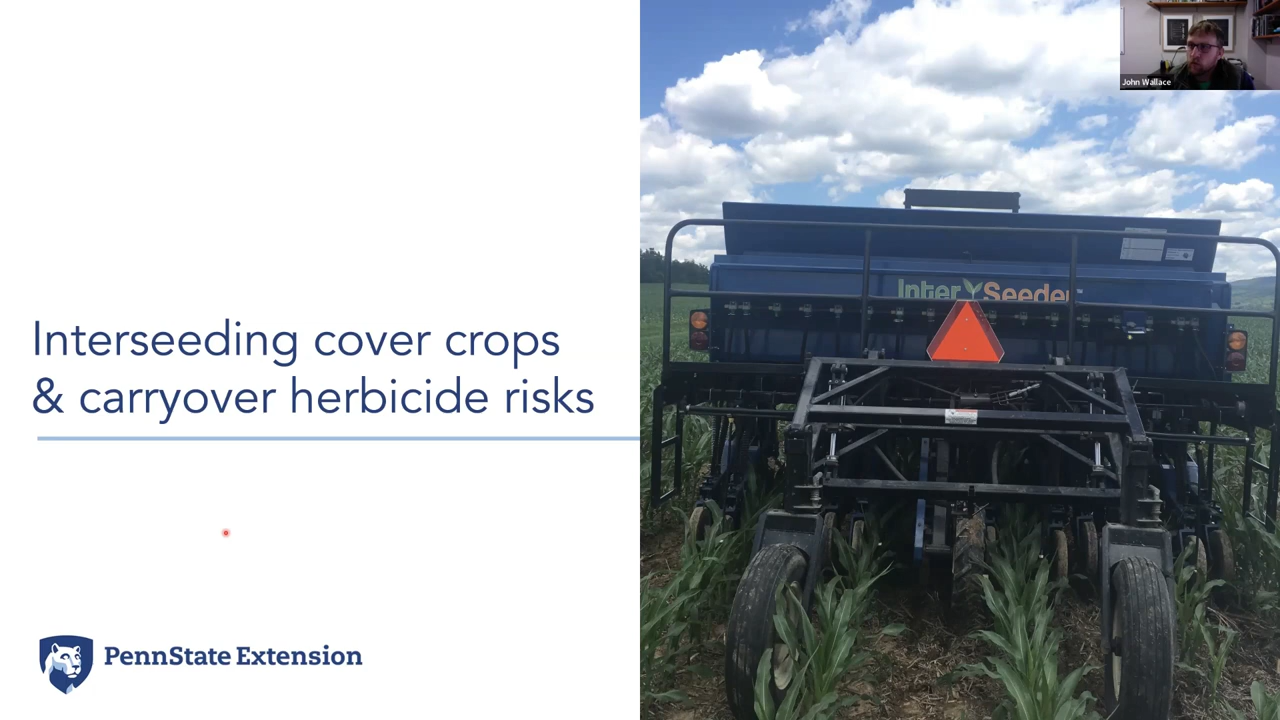 John Wallace
InterSeeder
Interseeding cover crops
& carryover herbicide risks
PennState Extension